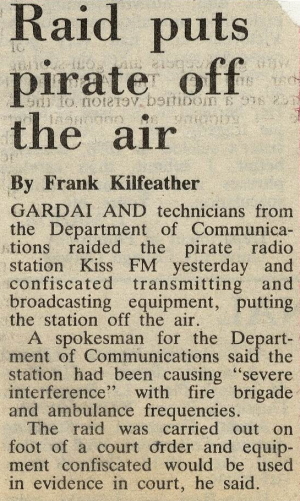 Raid puts
pirate off
the air
By Frank Kilfeather
GARDAI AND technicians from
the Department of Communica-
tions raided the pirate radio
station Kiss FM yesterday and
confiscated transmitting and
broadcasting equipment, putting
the station off the air.
A spokesman for the Depart-
ment of Communications said the
station had been causing "severe
interference" with fire brigade
and ambulance frequencies.
The raid was carried out on
foot of a court order and equip-
ment confiscated would be used
in evidence in court, he said.